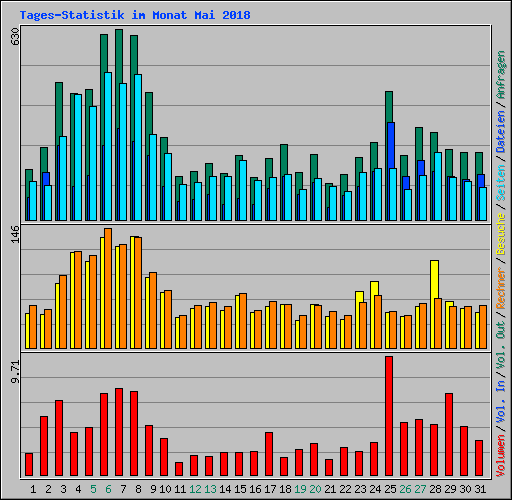 Tages-Statistik im Monat Mai 2018
630
146
9.71
Volumen / Vol. In / Vol. Out / Rechner / Besuche / Seiten / Dateien / Anfragen
1 2 3 4 5 6 7 8 9 10 11 12 13 14 15 16 17 18 19 20 21 22 23 24 25 26 27 28 29 30 31